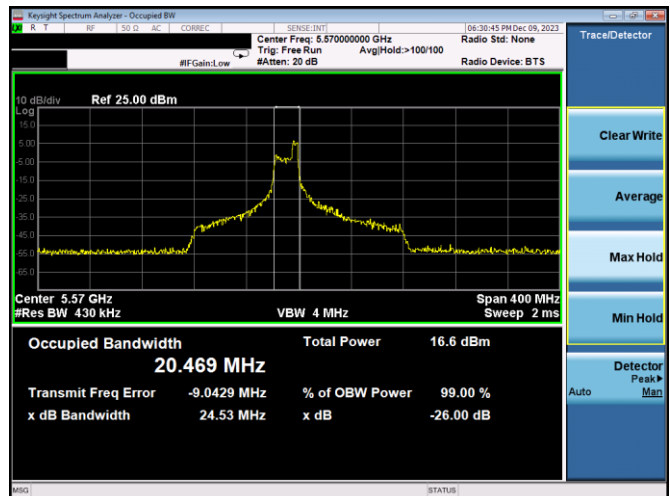 Keysight Spectrum Analyzer - Occupied BW
R T RF 50 Ω AC CORREC SENSE:INT 06:30:45 PM Dec 09, 2023
Center Freq: 5.570000000 GHz Radio Std: None
Trig: Free Run Avg|Hold:>100/100
#IFGain:Low #Atten: 20 dB Radio Device: BTS
Trace/Detector
10 dB/div Ref 25.00 dBm
Log
15.0
5.00
-5.00
-15.0
-25.0
-35.0
-45.0
-55.0
-65.0
Center 5.57 GHz Span 400 MHz
#Res BW 430 kHz VBW 4 MHz Sweep 2 ms
Occupied Bandwidth Total Power 16.6 dBm
20.469 MHz
Transmit Freq Error -9.0429 MHz % of OBW Power 99.00 %
x dB Bandwidth 24.53 MHz x dB -26.00 dB
Clear Write
Average
Max Hold
Min Hold
Detector
Peak▶
Auto Man
MSG STATUS